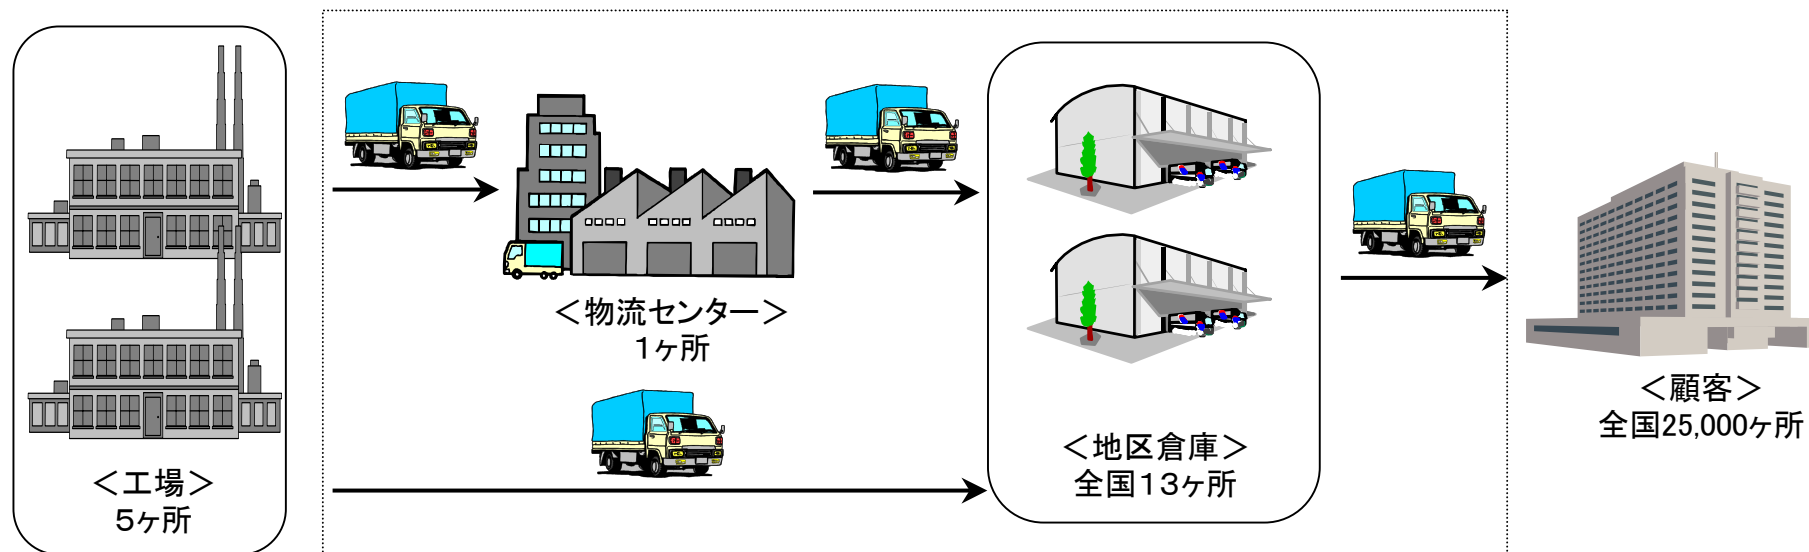 ＜工場＞
５ヶ所
＜物流センター＞
１ヶ所
＜地区倉庫＞
全国１３ヶ所
＜顧客＞
全国25,000ヶ所